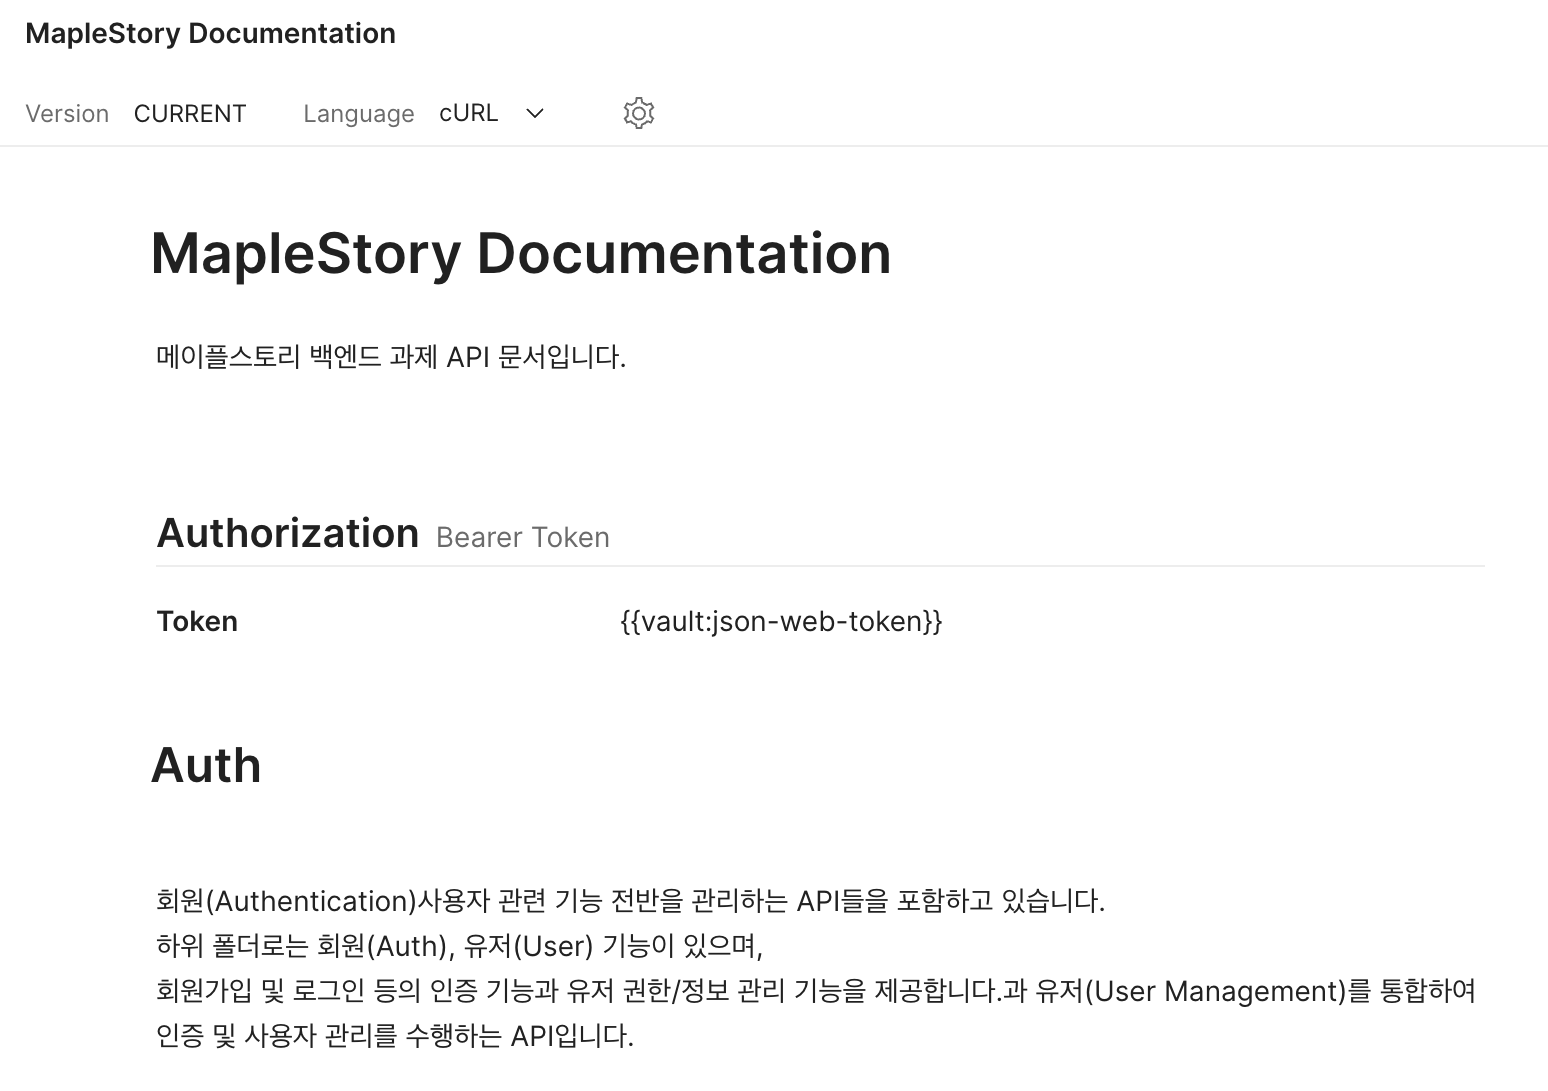 MapleStory Documentation
Version CURRENT Language cURL
MapleStory Documentation
메이플스토리 백엔드 과제 API 문서입니다.
Authorization Bearer Token
Token {{vault:json-web-token}}
Auth
회원(Authentication)사용자 관련 기능 전반을 관리하는 API들을 포함하고 있습니다.
하위 폴더로는 회원(Auth), 유저(User) 기능이 있으며,
회원가입 및 로그인 등의 인증 기능과 유저 권한/정보 관리 기능을 제공합니다.과 유저(User Management)를 통합하여
인증 및 사용자 관리를 수행하는 API입니다.